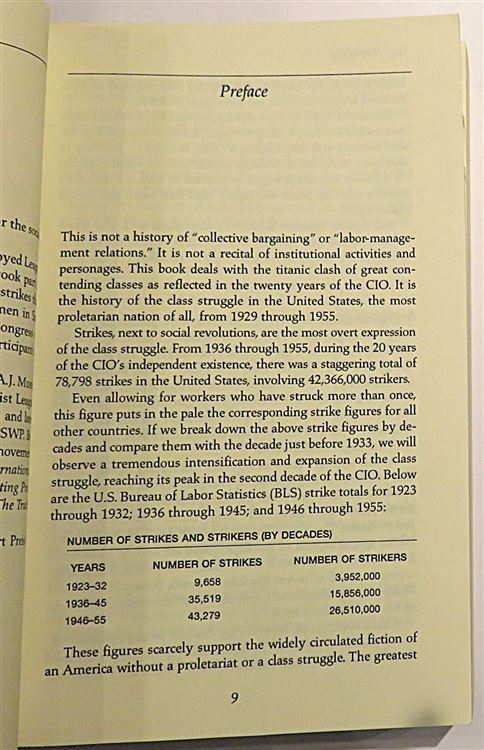 Preface
This is not a history of "collective bargaining" or "labor-manage-
ment relations." It is not a recital of institutional activities and
personages. This book deals with the titanic clash of great con-
tending classes as reflected in the twenty years of the CIO. It is
the history of the class struggle in the United States, the most
proletarian nation of all, from 1929 through 1955.
Strikes, next to social revolutions, are the most overt expression
of the class struggle. From 1936 through 1955, during the 20 years
of the CIO's independent existence, there was a staggering total of
78,798 strikes in the United States, involving 42,366,000 strikers.
Even allowing for workers who have struck more than once,
this figure puts in the pale the corresponding strike figures for all
other countries. If we break down the above strike figures by de-
cades and compare them with the decade just before 1933, we will
observe a tremendous intensification and expansion of the class
struggle, reaching its peak in the second decade of the CIO. Below
are the U.S. Bureau of Labor Statistics (BLS) strike totals for 1923
through 1932; 1936 through 1945; and 1946 through 1955:
NUMBER OF STRIKES AND STRIKERS (BY DECADES)
YEARS NUMBER OF STRIKES NUMBER OF STRIKERS
1923–32 9,658 3,952,000
1936–45 35,519 15,856,000
1946–55 43,279 26,510,000
These figures scarcely support the widely circulated fiction of
an America without a proletariat or a class struggle. The greatest
9
r the
strikes
men in
A.J.
and
SWP.
The